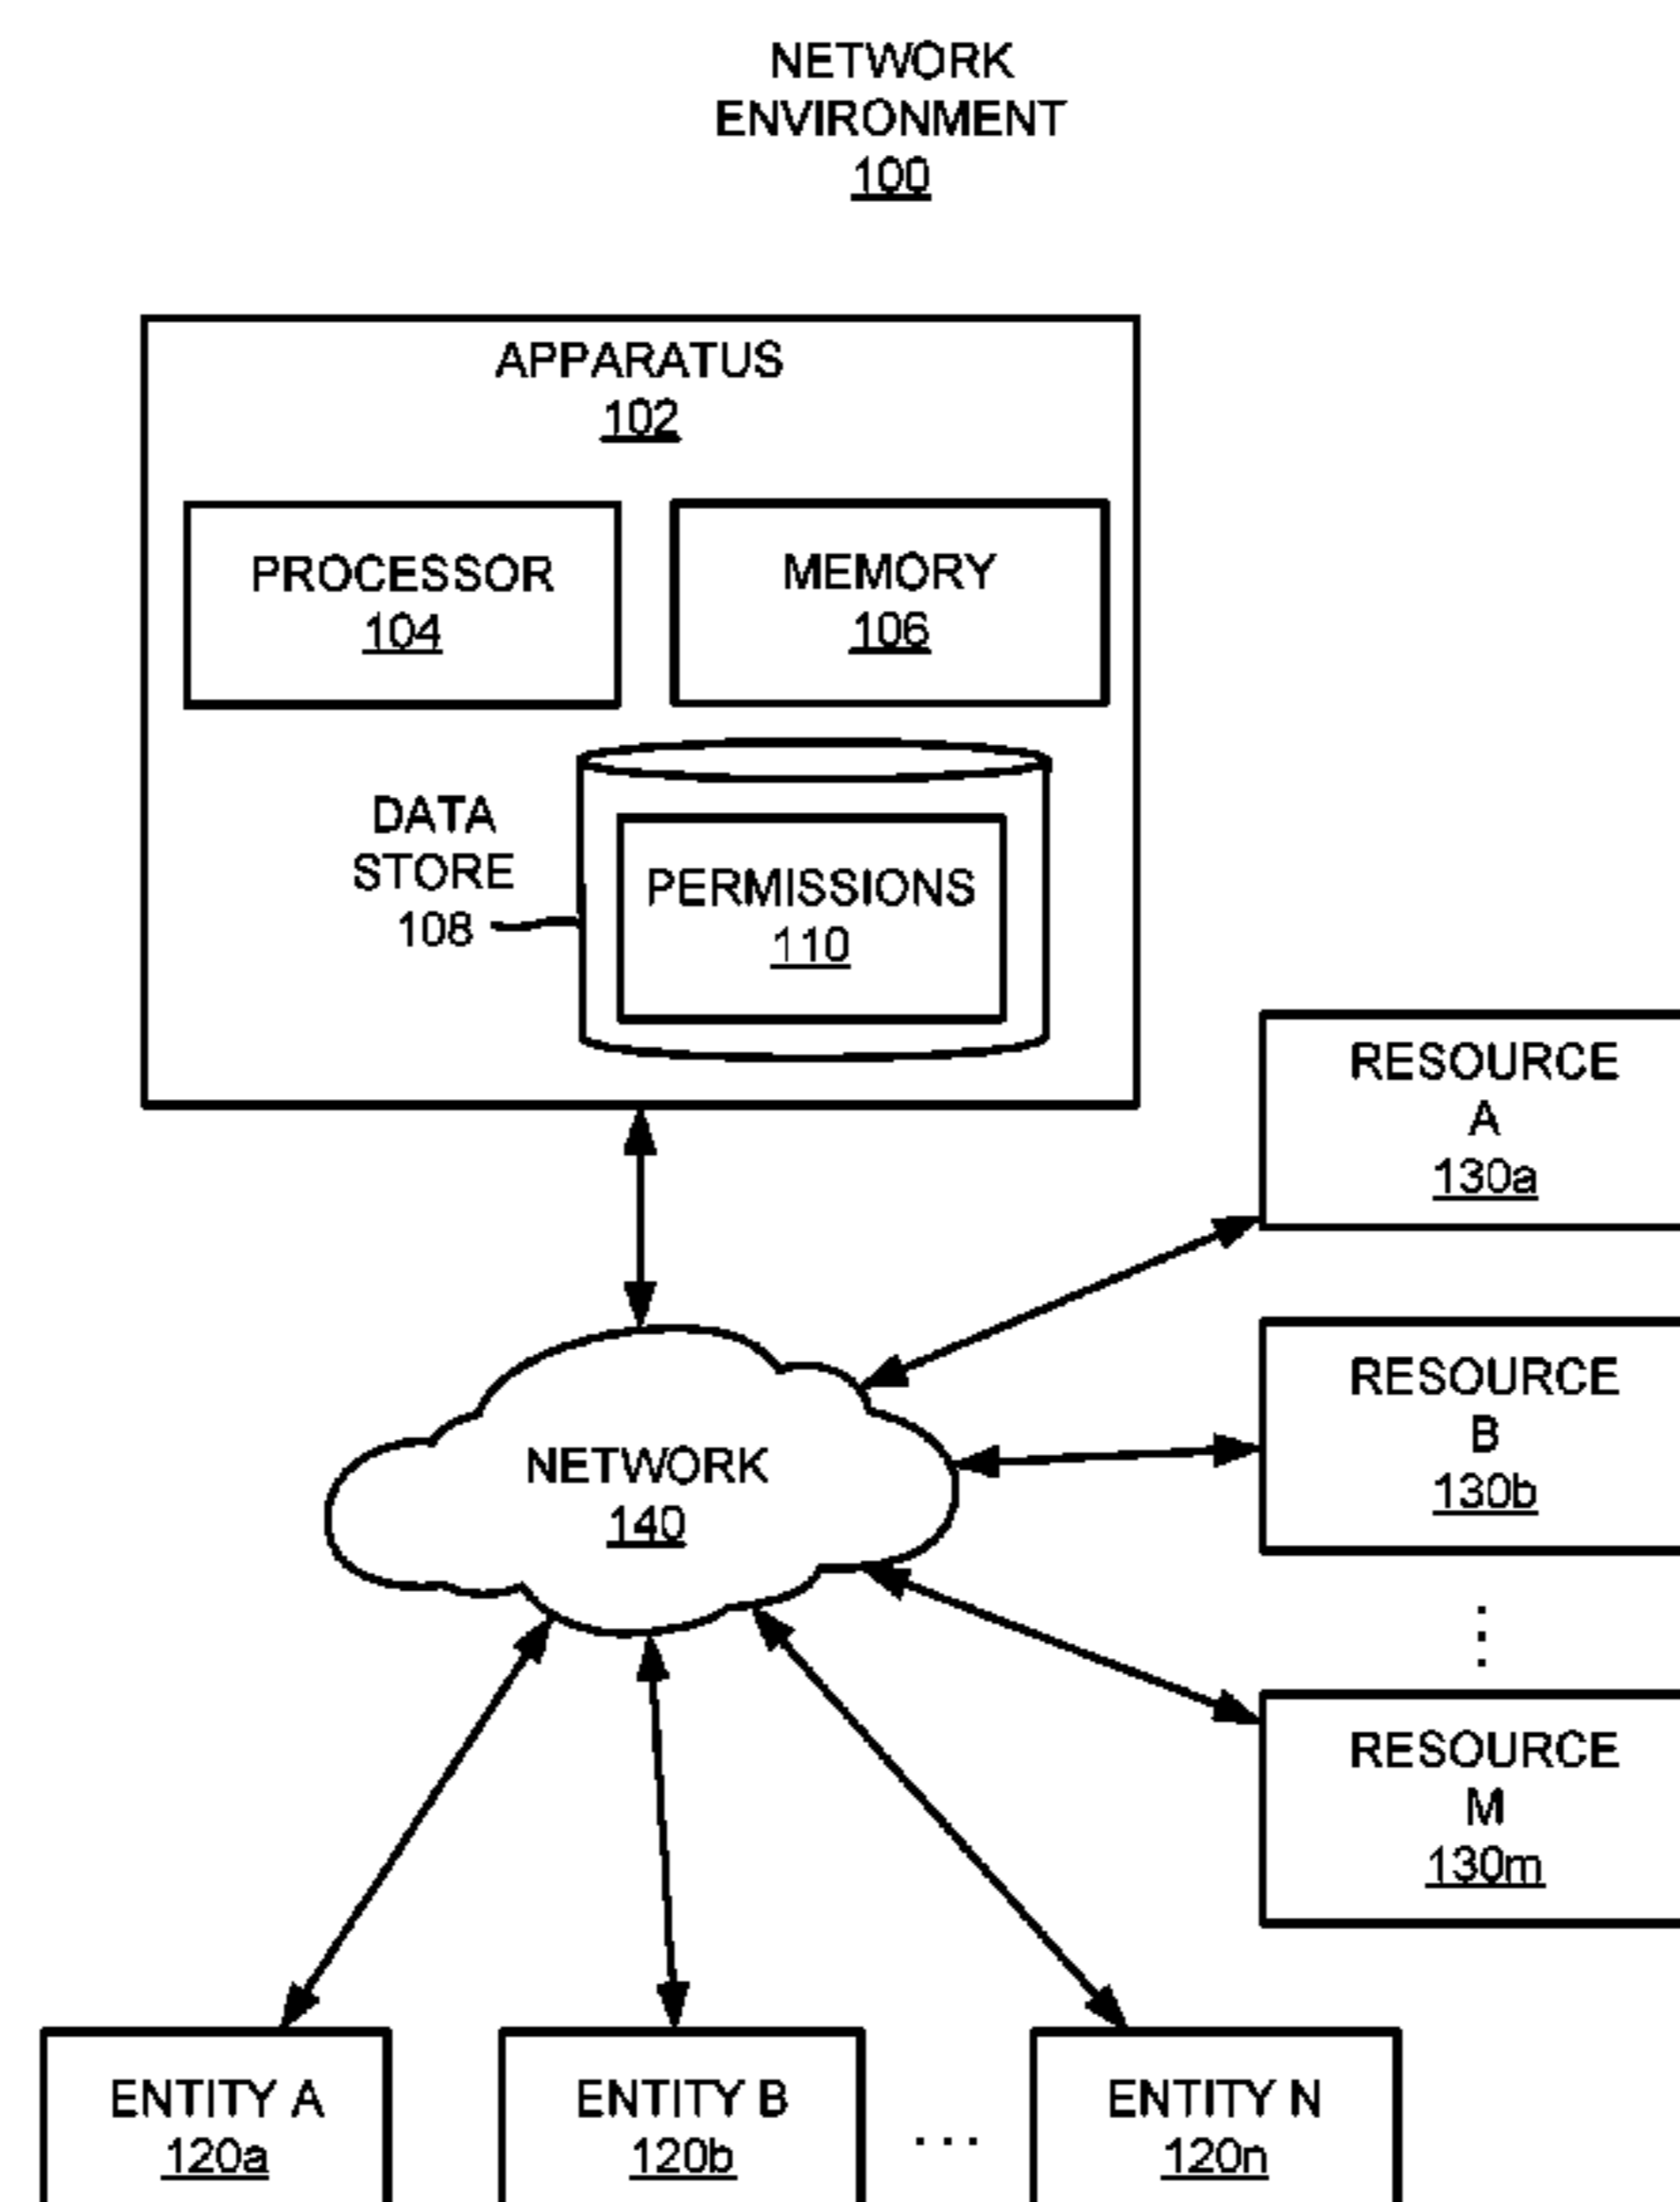 NETWORK
ENVIRONMENT
100
APPARATUS
102
PROCESSOR
104
MEMORY
106
DATA
STORE
108
PERMISSIONS
110
RESOURCE
A
130a
NETWORK
140
RESOURCE
B
130b
⋮
RESOURCE
M
130m
ENTITY A
120a
ENTITY B
120b
. . .
ENTITY N
120n